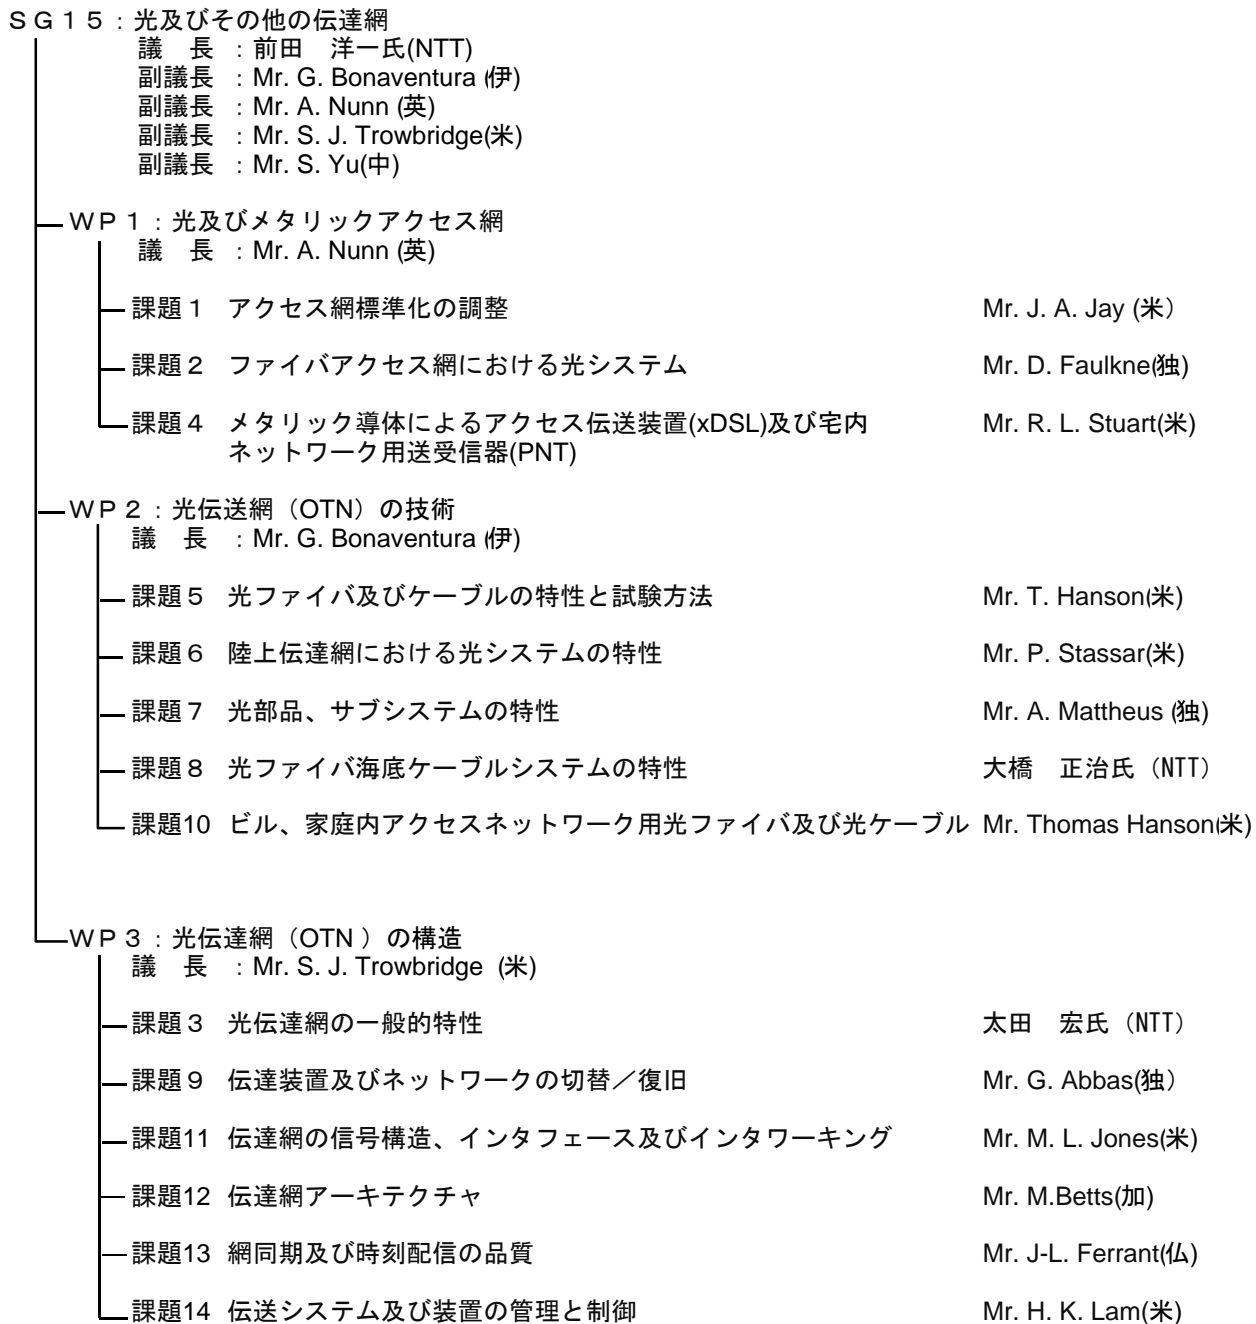 ＳＧ１５：光及びその他の伝達網
議　長　：前田　洋一氏(NTT)
副議長　：Mr. G. Bonaventura (伊)
副議長　：Mr. A. Nunn (英)
副議長　：Mr. S. J. Trowbridge(米)
副議長　：Mr. S. Yu(中)
ＷＰ１：光及びメタリックアクセス網
議　長　：Mr. A. Nunn (英)
課題１　アクセス網標準化の調整　Mr. J. A. Jay (米）
課題２　ファイバアクセス網における光システム　Mr. D. Faulkne(独)
課題４　メタリック導体によるアクセス伝送装置(xDSL)及び宅内　Mr. R. L. Stuart(米)
ネットワーク用送受信器(PNT)
ＷＰ２：光伝送網（OTN）の技術
議　長　：Mr. G. Bonaventura (伊)
課題５　光ファイバ及びケーブルの特性と試験方法　Mr. T. Hanson(米)
課題６　陸上伝達網における光システムの特性　Mr. P. Stassar(米)
課題７　光部品、サブシステムの特性　Mr. A. Mattheus (独)
課題８　光ファイバ海底ケーブルシステムの特性　大橋　正治氏（NTT）
課題10　ビル、家庭内アクセスネットワーク用光ファイバ及び光ケーブル　Mr. Thomas Hanson(米)
ＷＰ３：光伝達網（OTN ）の構造
議　長　：Mr. S. J. Trowbridge (米)
課題３　光伝達網の一般的特性　太田　宏氏（NTT）
課題９　伝達装置及びネットワークの切替／復旧　Mr. G. Abbas(独）
課題11　伝達網の信号構造、インタフェース及びインタワーキング　Mr. M. L. Jones(米)
課題12　伝達網アーキテクチャ　Mr. M.Betts(加)
課題13　網同期及び時刻配信の品質　Mr. J-L. Ferrant(仏)
課題14　伝送システム及び装置の管理と制御　Mr. H. K. Lam(米)